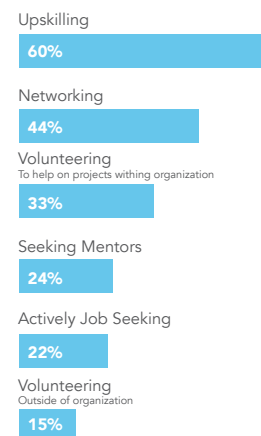 Upskilling
60%
Networking
44%
Volunteering
To help on projects withing organization
33%
Seeking Mentors
24%
Actively Job Seeking
22%
Volunteering
Outside of organization
15%